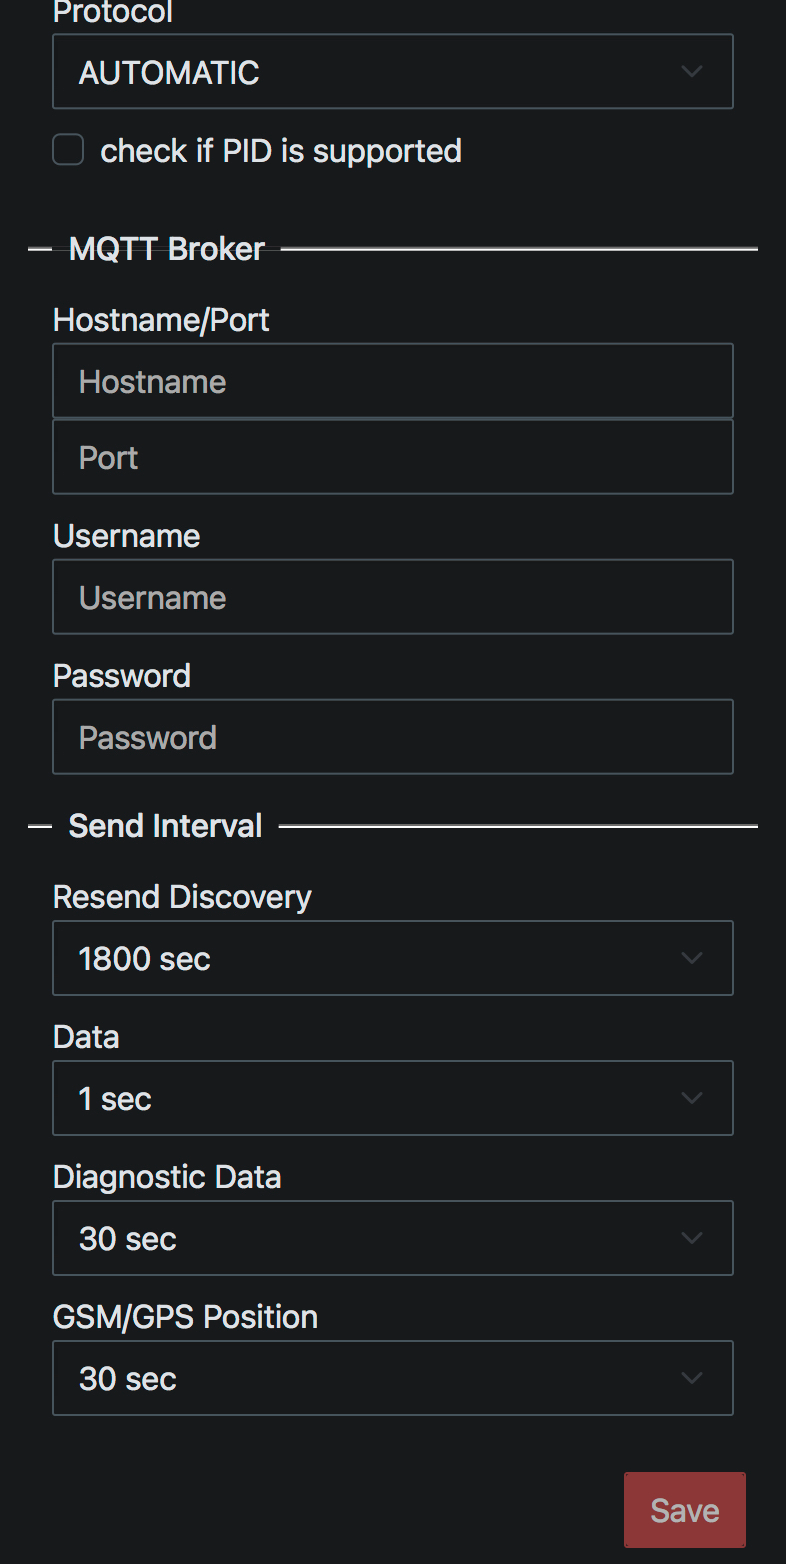 Protocol
AUTOMATIC
check if PID is supported
MQTT Broker
Hostname/Port
Hostname
Port
Username
Username
Password
Password
Send Interval
Resend Discovery
1800 sec
Data
1 sec
Diagnostic Data
30 sec
GSM/GPS Position
30 sec
Save